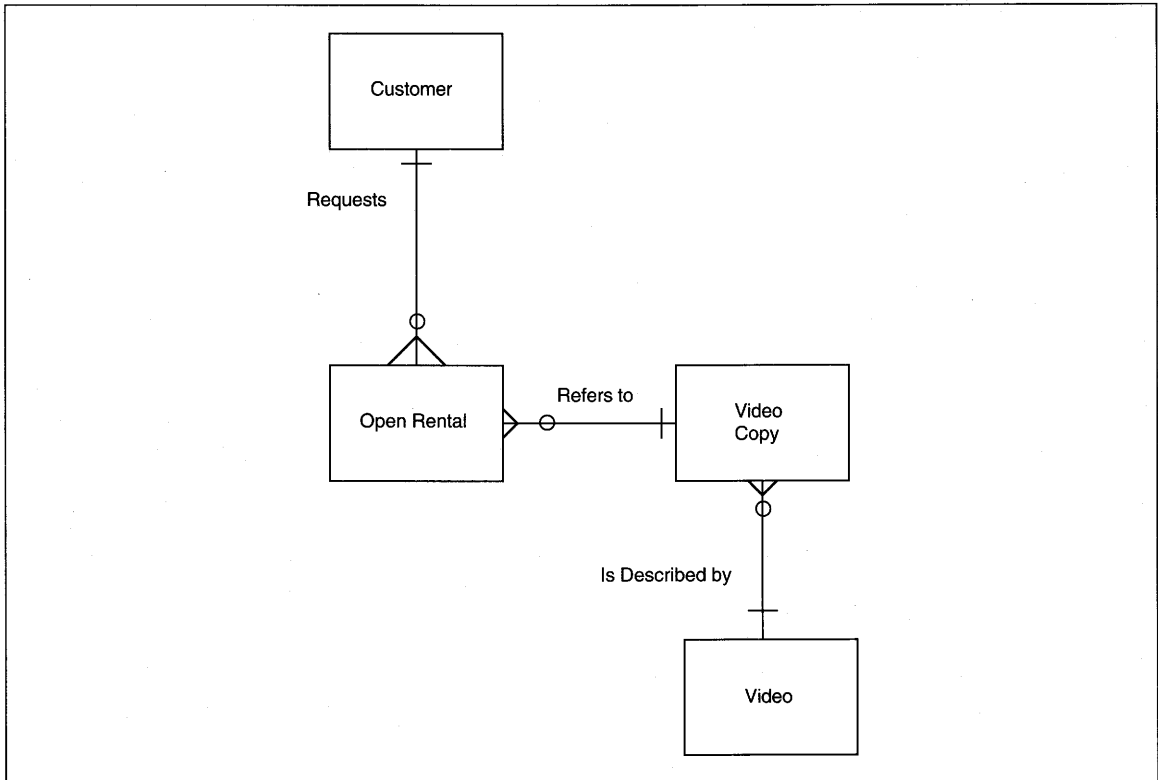 Customer
Requests
Open Rental
Refers to
Video
Copy
Is Described by
Video